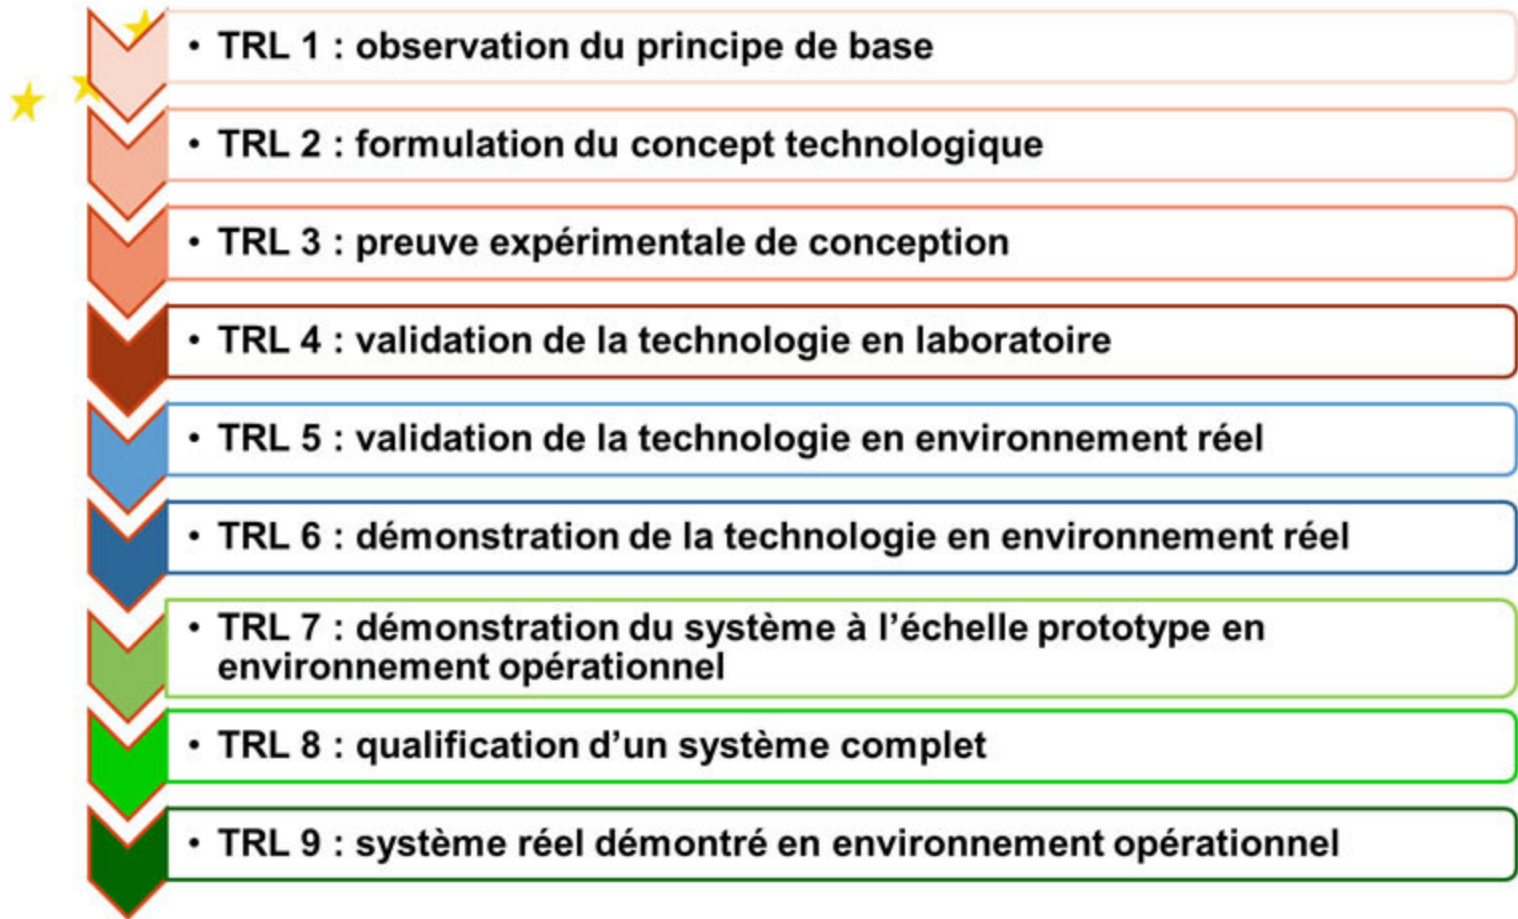 • TRL 1 : observation du principe de base
• TRL 2 : formulation du concept technologique
• TRL 3 : preuve expérimentale de conception
• TRL 4 : validation de la technologie en laboratoire
• TRL 5 : validation de la technologie en environnement réel
• TRL 6 : démonstration de la technologie en environnement réel
• TRL 7 : démonstration du système à l’échelle prototype en
environnement opérationnel
• TRL 8 : qualification d’un système complet
• TRL 9 : système réel démontré en environnement opérationnel